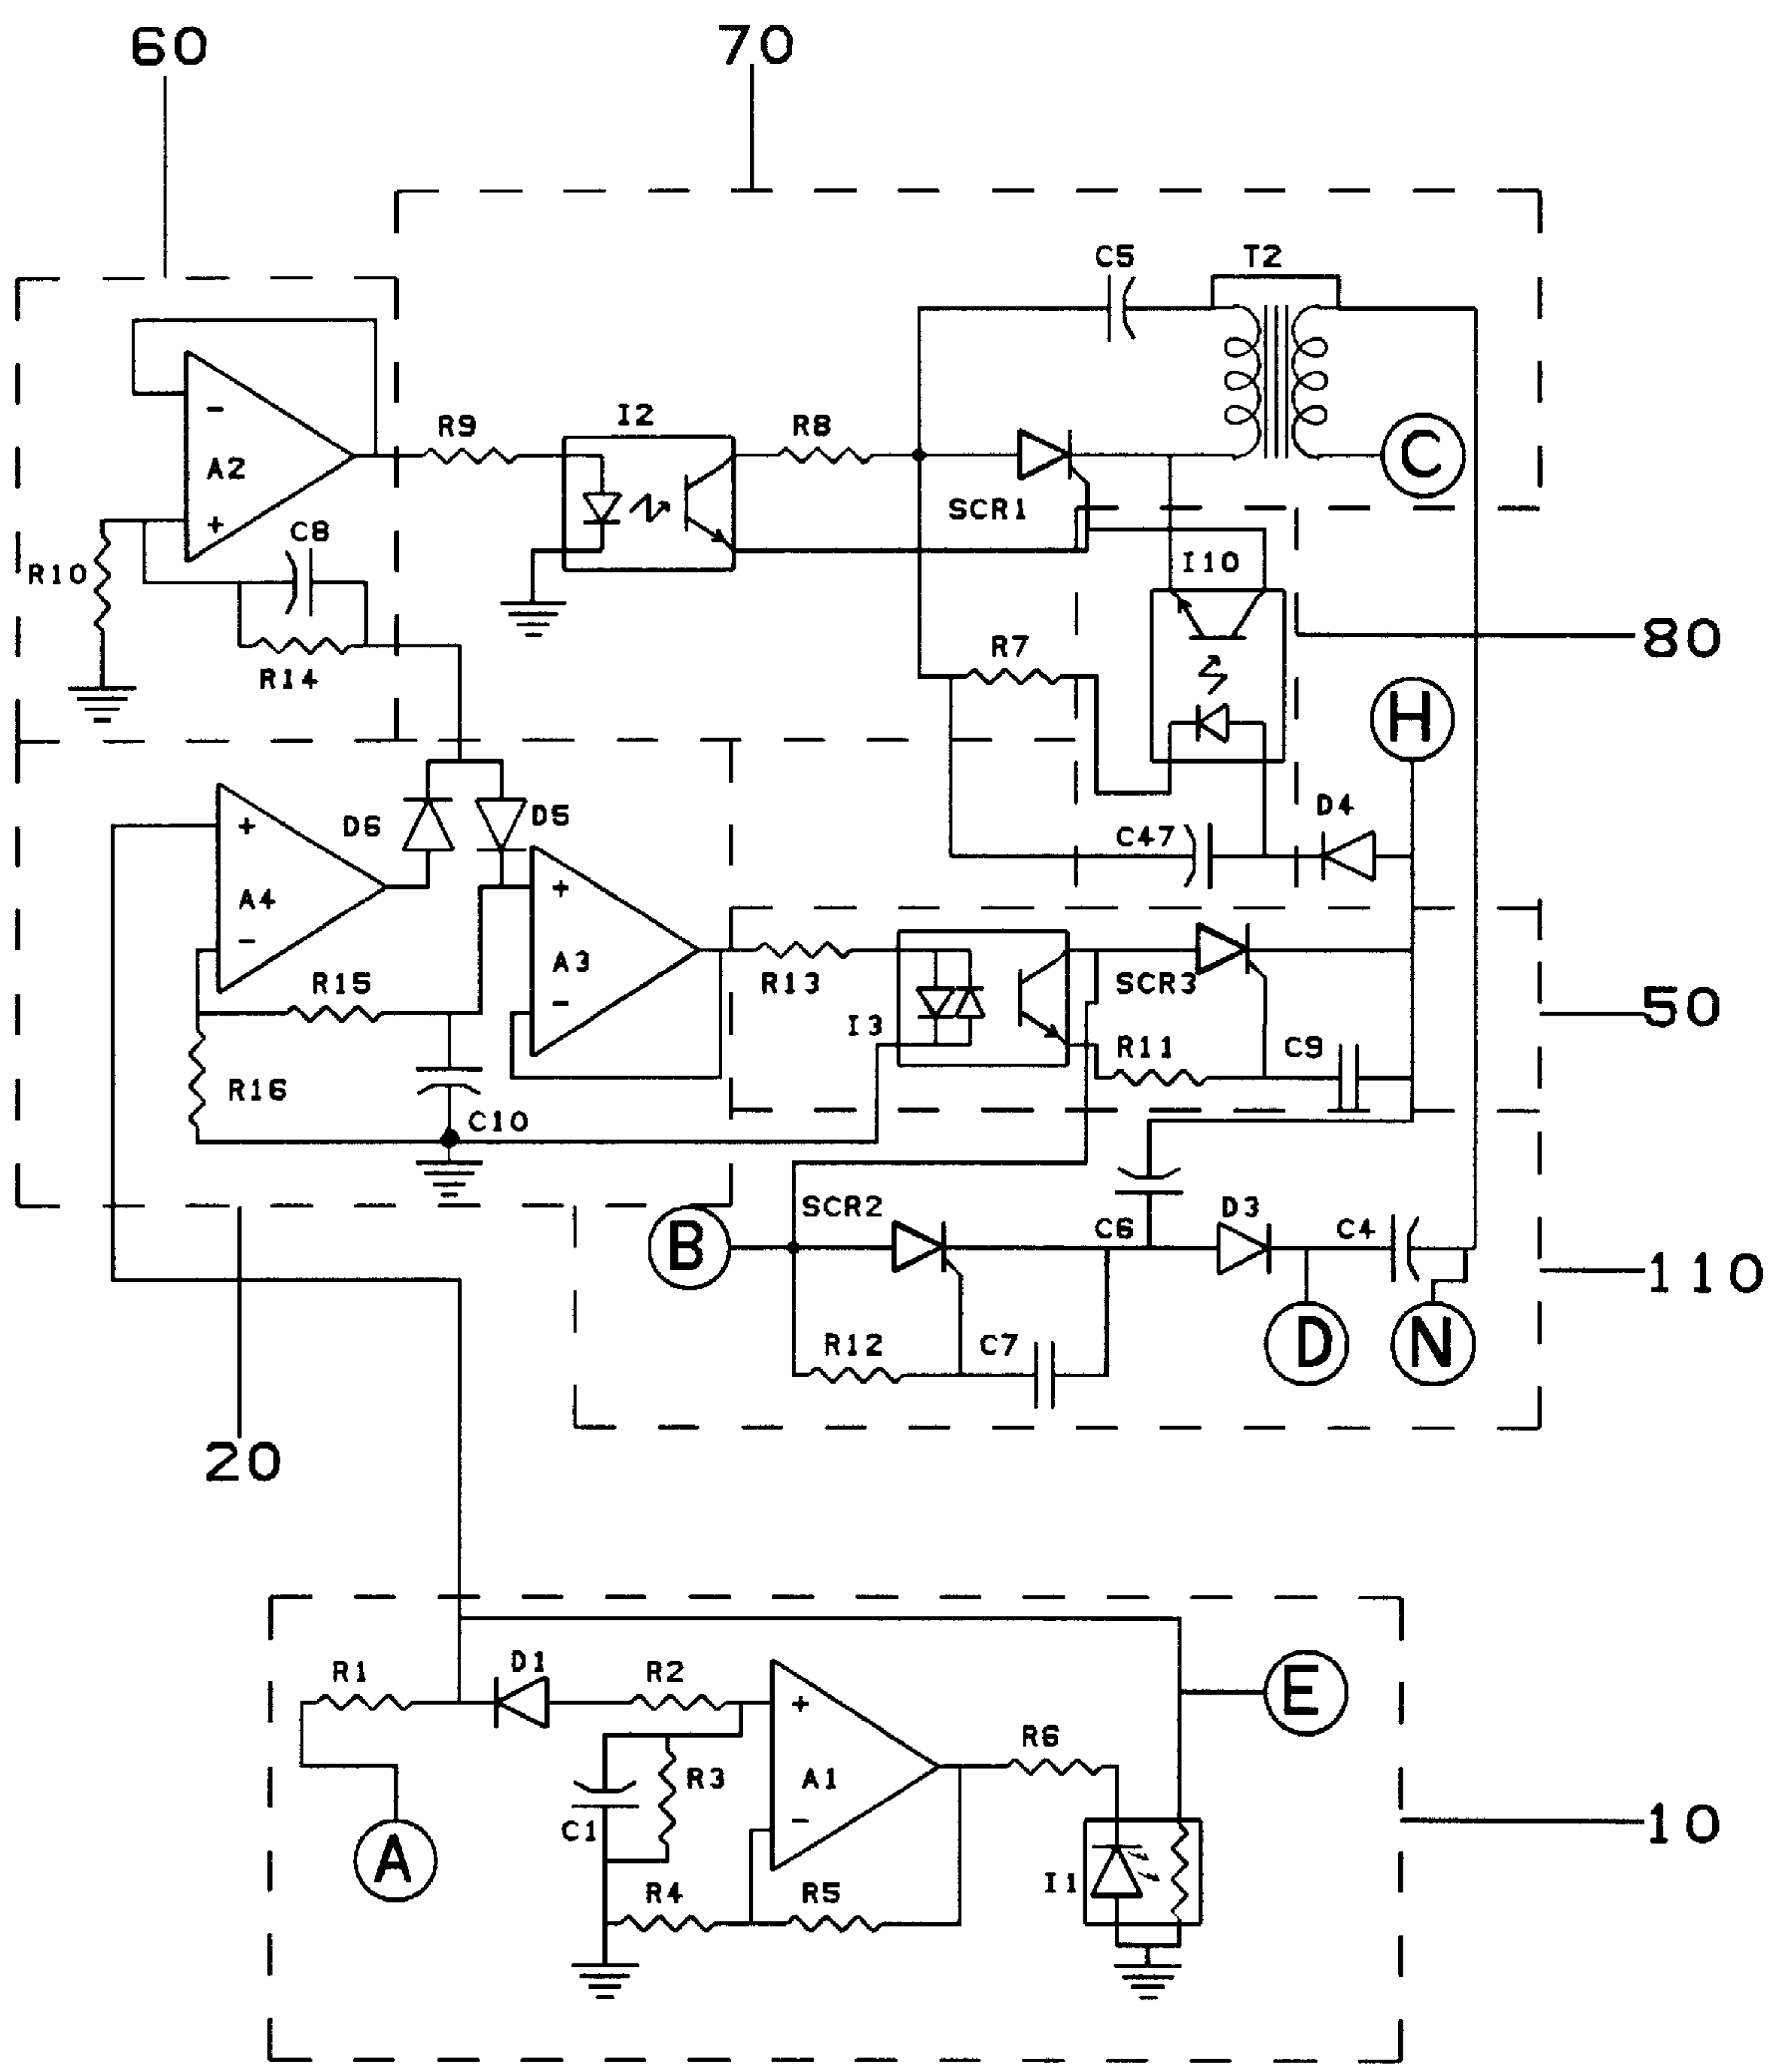 60
70
C5
T2
-
A2
+
R9
I2
R8
C
SCR1
C8
R10
R14
I10
R7
80
H
D6
D5
C47
D4
+
A4
-
+
A3
-
R15
R13
I3
SCR3
50
R11
C9
R16
C10
SCR2
B
C6
D3
C4
110
R12
C7
D
N
20
R1
D1
R2
+
E
R3
A1
R6
-
C1
10
A
R4
R5
I1